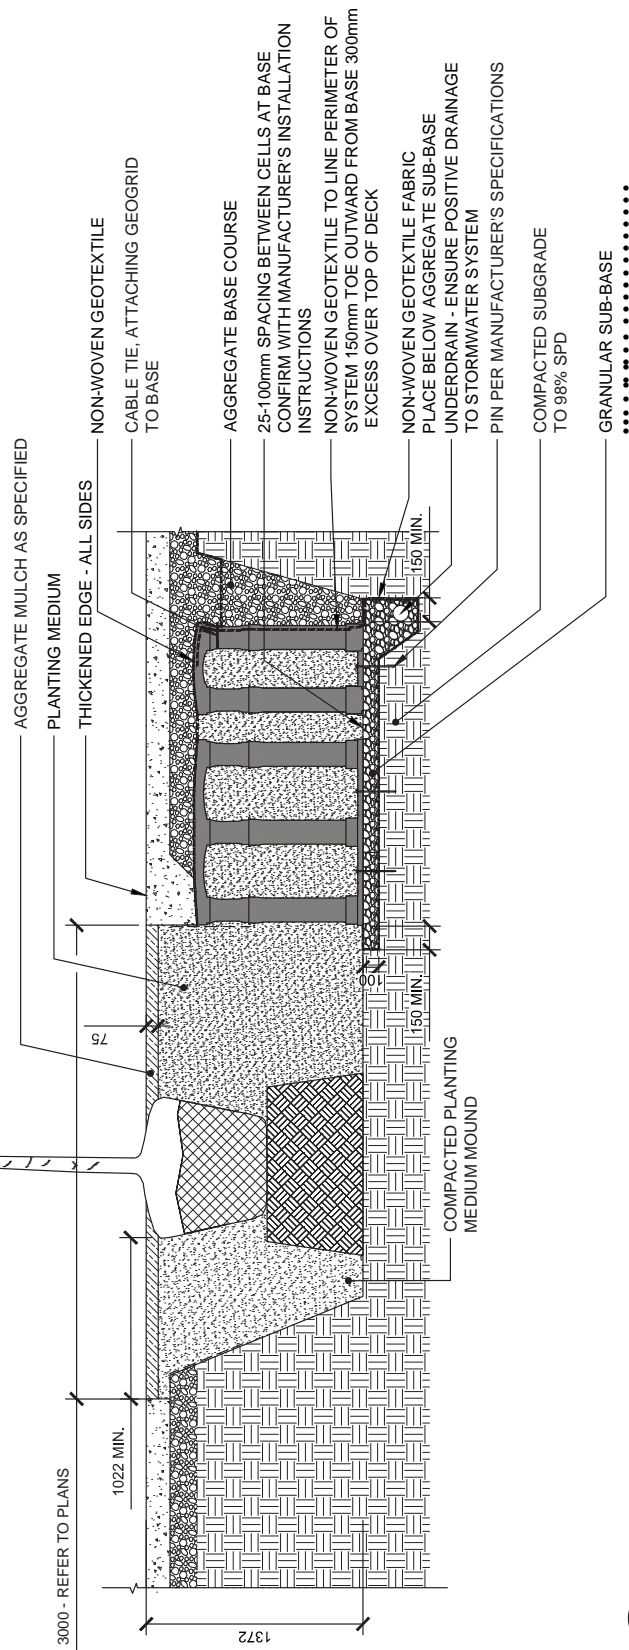 AGGREGATE MULCH AS SPECIFIED
PLANTING MEDIUM
THICKENED EDGE - ALL SIDES
NON-WOVEN GEOTEXTILE
CABLE TIE, ATTACHING GEOGRID
TO BASE
AGGREGATE BASE COURSE
25-100mm SPACING BETWEEN CELLS AT BASE
CONFIRM WITH MANUFACTURER'S INSTALLATION
INSTRUCTIONS
NON-WOVEN GEOTEXTILE TO LINE PERIMETER OF
SYSTEM 150mm TOE OUTWARD FROM BASE 300mm
EXCESS OVER TOP OF DECK
NON-WOVEN GEOTEXTILE FABRIC
PLACE BELOW AGGREGATE SUB-BASE
UNDERDRAIN - ENSURE POSITIVE DRAINAGE
TO STORMWATER SYSTEM
PIN PER MANUFACTURER'S SPECIFICATIONS
COMPACTED SUBGRADE
TO 98% SPD
GRANULAR SUB-BASE
3000 - REFER TO PLANS
1022 MIN.
75
1372
100
150 MIN.
150 MIN.
COMPACTED PLANTING
MEDIUM MOUND